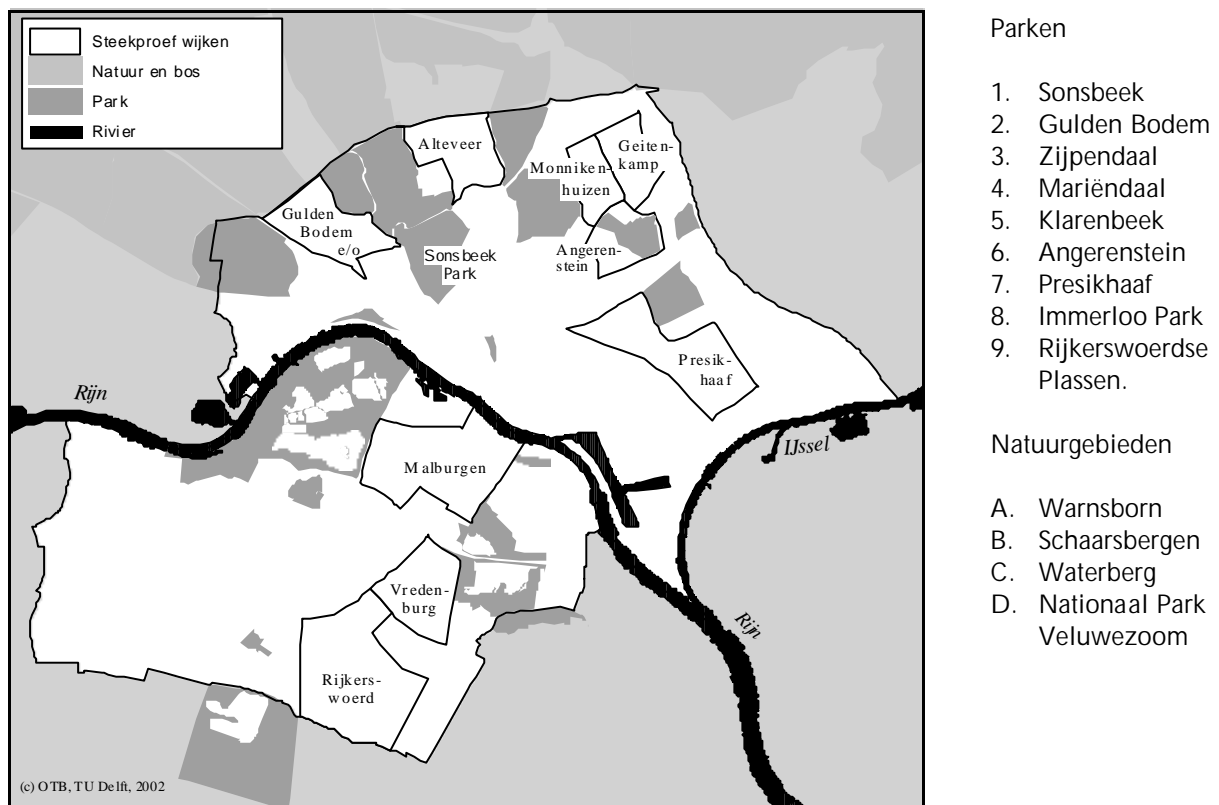 Steekproef wijken
Natuur en bos
Park
Rivier
Alteveer
Geiten-
kamp
Monniken-
huizen
Gulden
Bodem
e/o
Sonsbeek
Park
Angeren-
stein
Presik-
haaf
Rijn
IJssel
Malburgen
Vreden-
burg
Rijn
Rijkers-
woerd
(c) OTB, TU Delft, 2002
Parken
1. Sonsbeek
2. Gulden Bodem
3. Zijpendaal
4. Mariëndaal
5. Klarenbeek
6. Angerenstein
7. Presikhaaf
8. Immerloo Park
9. Rijkerswoerdse
Plassen.
Natuurgebieden
A. Warnsborn
B. Schaarsbergen
C. Waterberg
D. Nationaal Park
Veluwezoom